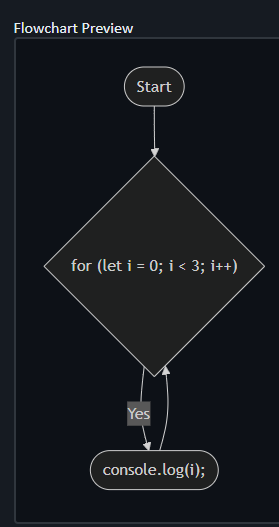 Flowchart Preview
Start
for (let i = 0; i < 3; i++)
Yes
console.log(i);